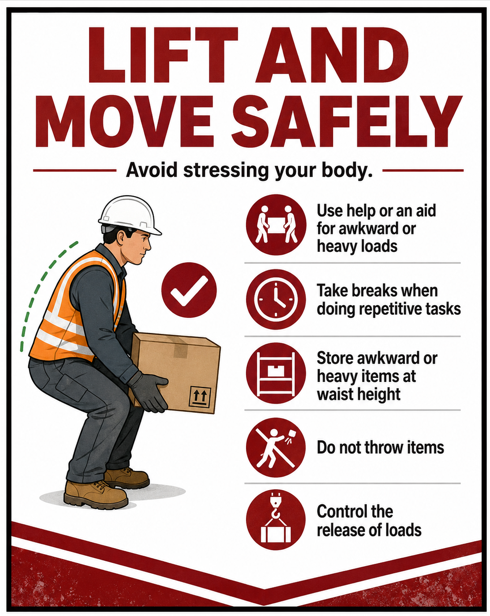 LIFT AND
MOVE SAFELY
Avoid stressing your body.
Use help or an aid
for awkward or
heavy loads
Take breaks when
doing repetitive tasks
Store awkward or
heavy items at
waist height
Do not throw items
Control the
release of loads